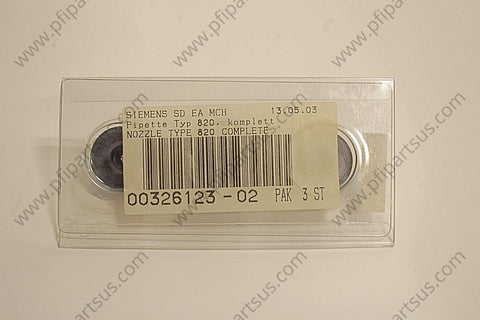 SIEMENS SD EA MCH 13.05.03
Pipette Typ 820, komplett
NOZZLE TYPE 820 COMPLETE
00326123-02 PAK 3 ST
www.pfipartsus.com